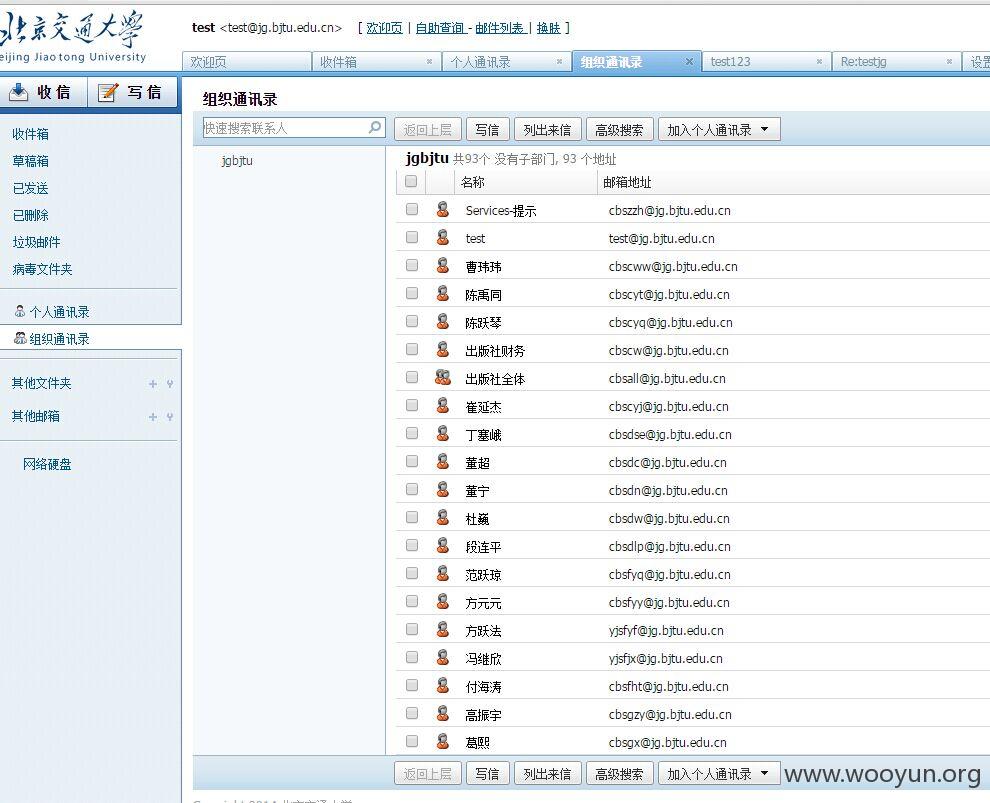 北京交通大学
eijing Jiaotong University
test <test@jg.bjtu.edu.cn> [ 欢迎页 | 自助查询 - 邮件列表 | 换肤 ]
欢迎页 收件箱 × 个人通讯录 × 组织通讯录 × test123 × Re:testjg × 设置
收信 写信
组织通讯录
快速搜索联系人 返回上层 写信 列出来信 高级搜索 加入个人通讯录
收件箱
草稿箱
已发送
已删除
垃圾邮件
病毒文件夹
个人通讯录
组织通讯录
其他文件夹
其他邮箱
网络硬盘
jgbjtu
jgbjtu 共93个 没有子部门, 93 个地址
名称 邮箱地址
Services-提示 cbszzh@jg.bjtu.edu.cn
test test@jg.bjtu.edu.cn
曹玮玮 cbscww@jg.bjtu.edu.cn
陈禹同 cbscyt@jg.bjtu.edu.cn
陈跃琴 cbscyq@jg.bjtu.edu.cn
出版社财务 cbscw@jg.bjtu.edu.cn
出版社全体 cbsall@jg.bjtu.edu.cn
崔延杰 cbscyj@jg.bjtu.edu.cn
丁塞峨 cbsdse@jg.bjtu.edu.cn
董超 cbsdc@jg.bjtu.edu.cn
董宁 cbsdn@jg.bjtu.edu.cn
杜巍 cbsdw@jg.bjtu.edu.cn
段连平 cbsdlp@jg.bjtu.edu.cn
范跃琼 cbsfyq@jg.bjtu.edu.cn
方元元 cbsfyy@jg.bjtu.edu.cn
方跃法 yjsfyf@jg.bjtu.edu.cn
冯继欣 yjsfjx@jg.bjtu.edu.cn
付海涛 cbsfht@jg.bjtu.edu.cn
高振宇 cbsgzy@jg.bjtu.edu.cn
葛熙 cbsgx@jg.bjtu.edu.cn
返回上层 写信 列出来信 高级搜索 加入个人通讯录
www.wooyun.org